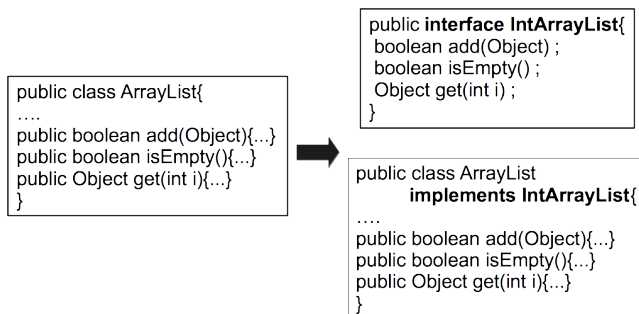 public class ArrayList{
....
public boolean add(Object){...}
public boolean isEmpty(){...}
public Object get(int i){...}
}
public interface IntArrayList{
boolean add(Object) ;
boolean isEmpty() ;
Object get(int i) ;
}
public class ArrayList
implements IntArrayList{
....
public boolean add(Object){...}
public boolean isEmpty(){...}
public Object get(int i){...}
}